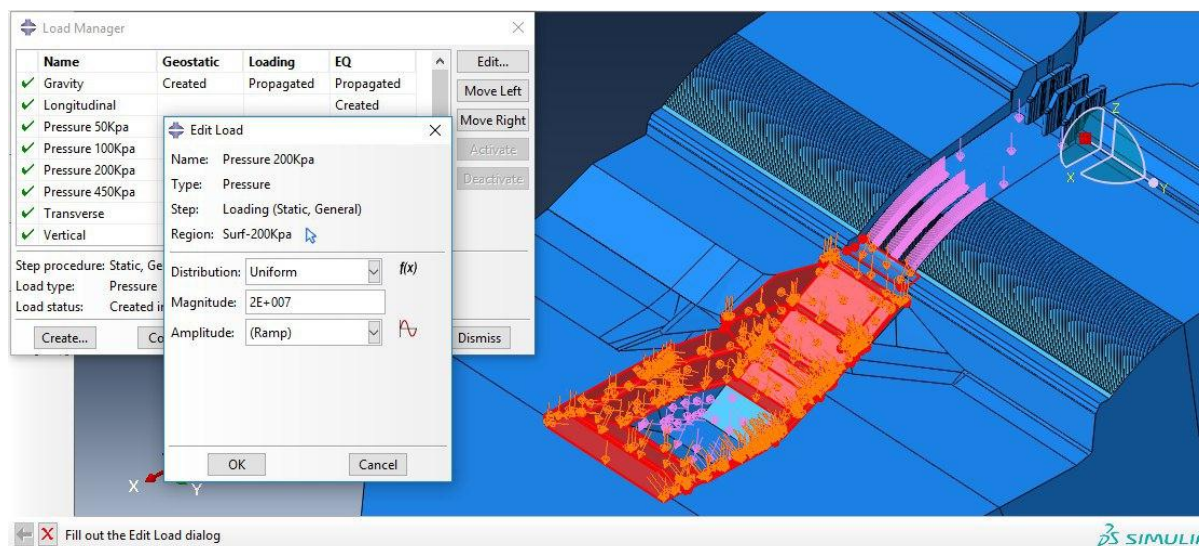 Load Manager
Name Geostatic Loading EQ
Gravity Created Propagated Propagated
Longitudinal Created
Pressure 50Kpa
Pressure 100Kpa
Pressure 200Kpa
Pressure 450Kpa
Transverse
Vertical
Edit...
Move Left
Move Right
Activate
Deactivate
Step procedure: Static, Ge
Load type: Pressure
Load status: Created in
Create... Co Dismiss
Edit Load
Name: Pressure 200Kpa
Type: Pressure
Step: Loading (Static, General)
Region: Surf-200Kpa
Distribution: Uniform f(x)
Magnitude: 2E+007
Amplitude: (Ramp)
OK Cancel
Z
X
Y
X Y
Fill out the Edit Load dialog
SIMULI